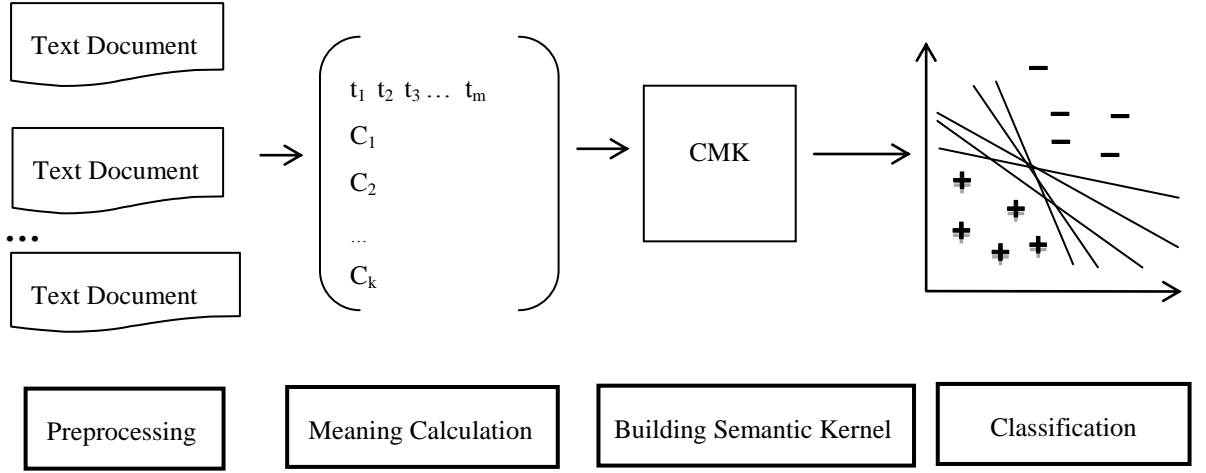 Text Document
Text Document
...
Text Document
t1 t2 t3 ... tm
C1
C2
...
Ck
CMK
Preprocessing
Meaning Calculation
Building Semantic Kernel
Classification